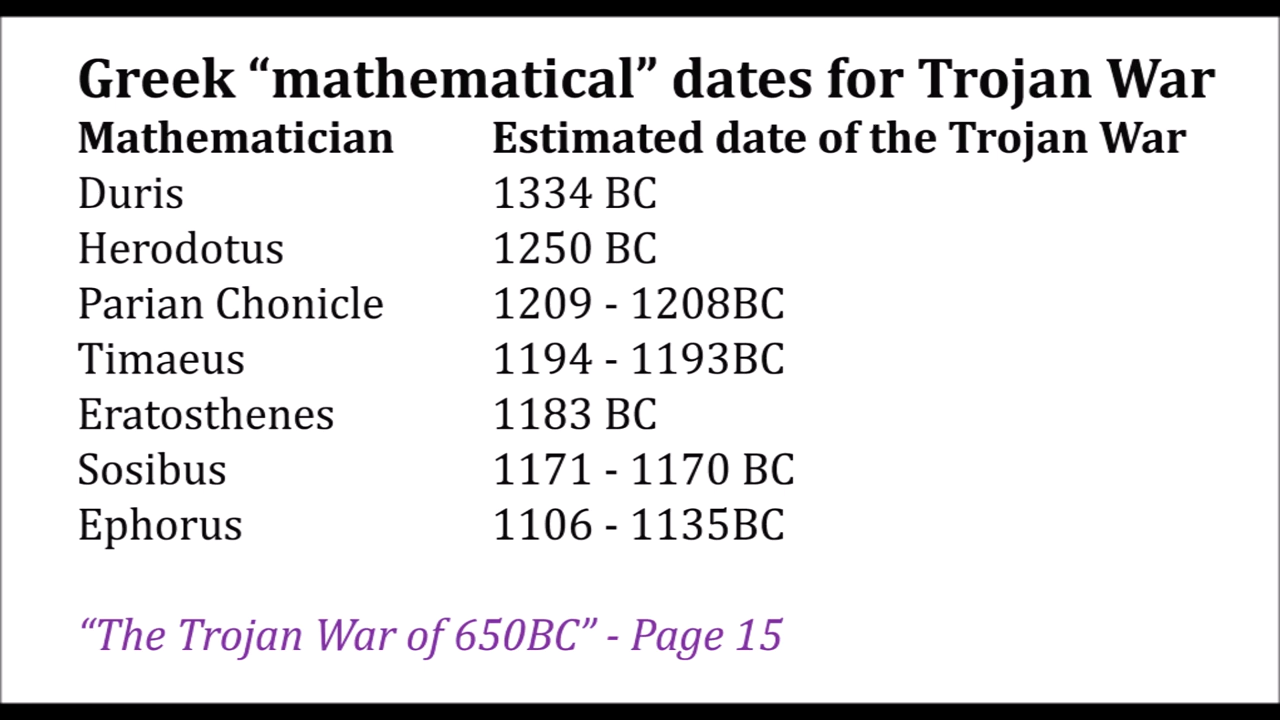 Greek “mathematical” dates for Trojan War
Mathematician Estimated date of the Trojan War
Duris 1334 BC
Herodotus 1250 BC
Parian Chonicle 1209 - 1208BC
Timaeus 1194 - 1193BC
Eratosthenes 1183 BC
Sosibus 1171 - 1170 BC
Ephorus 1106 - 1135BC
“The Trojan War of 650BC” - Page 15